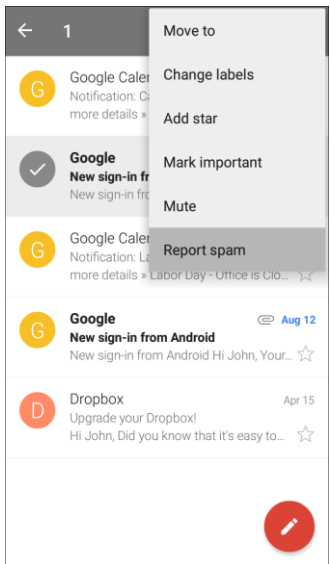 1
Move to
Change labels
Add star
Mark important
Mute
Report spam
G
Google Caler
Notification: Ca
more details »
Google
New sign-in fr
New sign-in fro
G
Google Caler
Notification: La
more details » Labor Day - Office is Clo...
G
Google
Aug 12
New sign-in from Android
New sign-in from Android Hi John, Your...
D
Dropbox
Apr 15
Upgrade your Dropbox!
Hi John, Did you know that it's easy to...